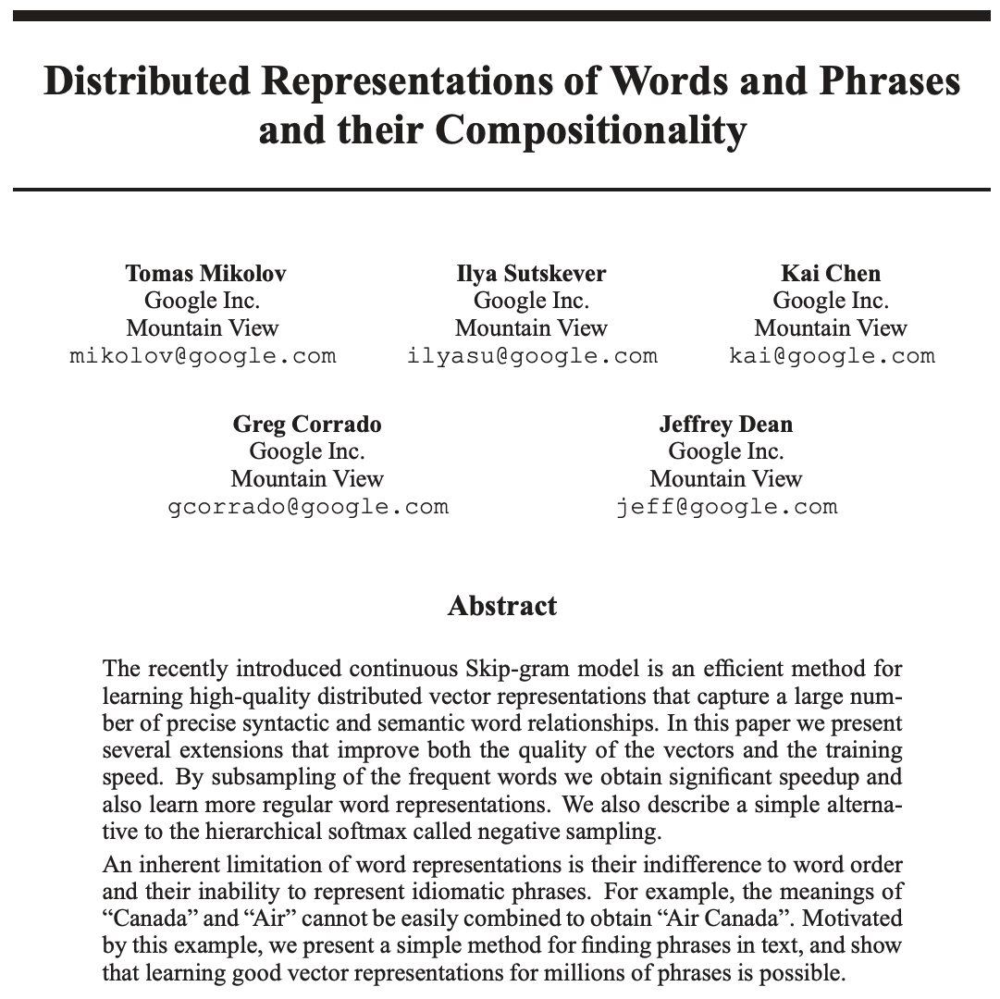 Distributed Representations of Words and Phrases
and their Compositionality
Tomas Mikolov
Google Inc.
Mountain View
mikolov@google.com
Ilya Sutskever
Google Inc.
Mountain View
ilyasu@google.com
Kai Chen
Google Inc.
Mountain View
kai@google.com
Greg Corrado
Google Inc.
Mountain View
gcorrado@google.com
Jeffrey Dean
Google Inc.
Mountain View
jeff@google.com
Abstract
The recently introduced continuous Skip-gram model is an efficient method for
learning high-quality distributed vector representations that capture a large num-
ber of precise syntactic and semantic word relationships. In this paper we present
several extensions that improve both the quality of the vectors and the training
speed. By subsampling of the frequent words we obtain significant speedup and
also learn more regular word representations. We also describe a simple alterna-
tive to the hierarchical softmax called negative sampling.
An inherent limitation of word representations is their indifference to word order
and their inability to represent idiomatic phrases. For example, the meanings of
“Canada” and “Air” cannot be easily combined to obtain “Air Canada”. Motivated
by this example, we present a simple method for finding phrases in text, and show
that learning good vector representations for millions of phrases is possible.